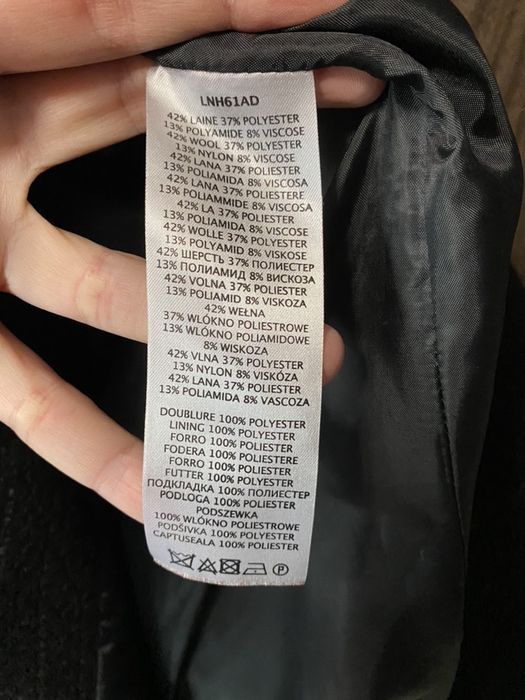 LNH61AD
42% LAINE 37% POLYESTER
13% POLYAMIDE 8% VISCOSE
42% WOOL 37% POLYESTER
13% NYLON 8% VISCOSE
42% LANA 37% POLIESTER
13% POLIAMIDA 8% VISCOSA
42% LANA 37% POLIESTERE
13% POLIAMMIDE 8% VISCOSA
42% LA 37% POLIESTER
13% POLIAMIDA 8% VISCOSE
42% WOLLE 37% POLYESTER
13% POLYAMID 8% VISKOSE
42% ШЕРСТЬ 37% ПОЛИЕСТЕР
13% ПОЛИАМИД 8% ВИСКОЗА
42% VOLNA 37% POLIESTER
13% POLIAMID 8% VISKOZA
42% WEŁNA
37% WŁÓKNO POLIESTROWE
13% WŁÓKNO POLIAMIDOWE
8% WISKOZA
42% VLNA 37% POLYESTER
13% NYLON 8% VISKÓZA
42% LANA 37% POLIESTER
13% POLIAMIDA 8% VASCOZA
DOUBLURE 100% POLYESTER
LINING 100% POLYESTER
FORRO 100% POLIESTER
FODERA 100% POLIESTERE
FORRO 100% POLIESTER
FUTTER 100% POLYESTER
ПОДКЛАДКА 100% ПОЛИЕСТЕР
PODLOGA 100% POLIESTER
PODSZEWKA
100% WŁÓKNO POLIESTROWE
PODŠIVKA 100% POLYESTER
CAPTUSEALA 100% POLIESTER
P